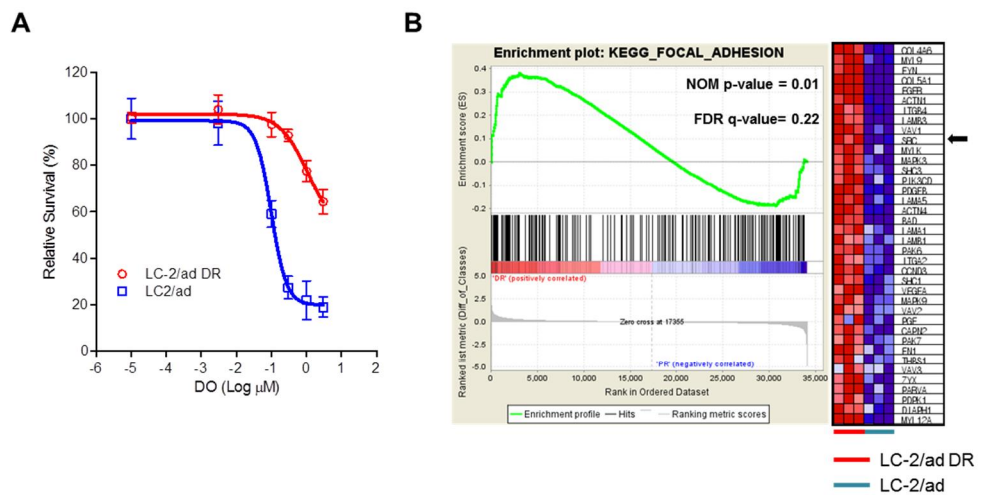 A
B
120
100
80
60
40
20
0
Relative Survival (%)
-6
-5
-4
-3
-2
-1
0
1
2
DO (Log µM)
LC-2/ad DR
LC2/ad
Enrichment plot: KEGG_FOCAL_ADHESION
NOM p-value = 0.01
FDR q-value= 0.22
Enrichment score (ES)
0.4
0.3
0.2
0.1
0.0
-0.1
-0.2
'DR' (positively correlated)
Ranked list metric (Diff_of_Classes)
5.0
2.5
0.0
-2.5
-5.0
Zero cross at 17355
'PR' (negatively correlated)
0
5,000
10,000
15,000
20,000
25,000
30,000
35,000
Rank in Ordered Dataset
Enrichment profile
Hits
Ranking metric scores
COL4A6
MYL9
FYN
COL5A1
ACTN1
ITGB4
LAMB3
VAV1
SRC
MYLK
MAPK3
SHC3
PIK3CD
PDGFB
LAMA5
ACTN4
BAD
LAMA1
LAMB1
PAK6
ITGA2
CCND3
SHC1
VEGFA
MAPK9
VAV2
PGF
CAPN2
PAK7
FN1
THBS1
VAV3
ZYX
PARVA
PDPK1
DIAPH1
MYL12A
LC-2/ad DR
LC-2/ad